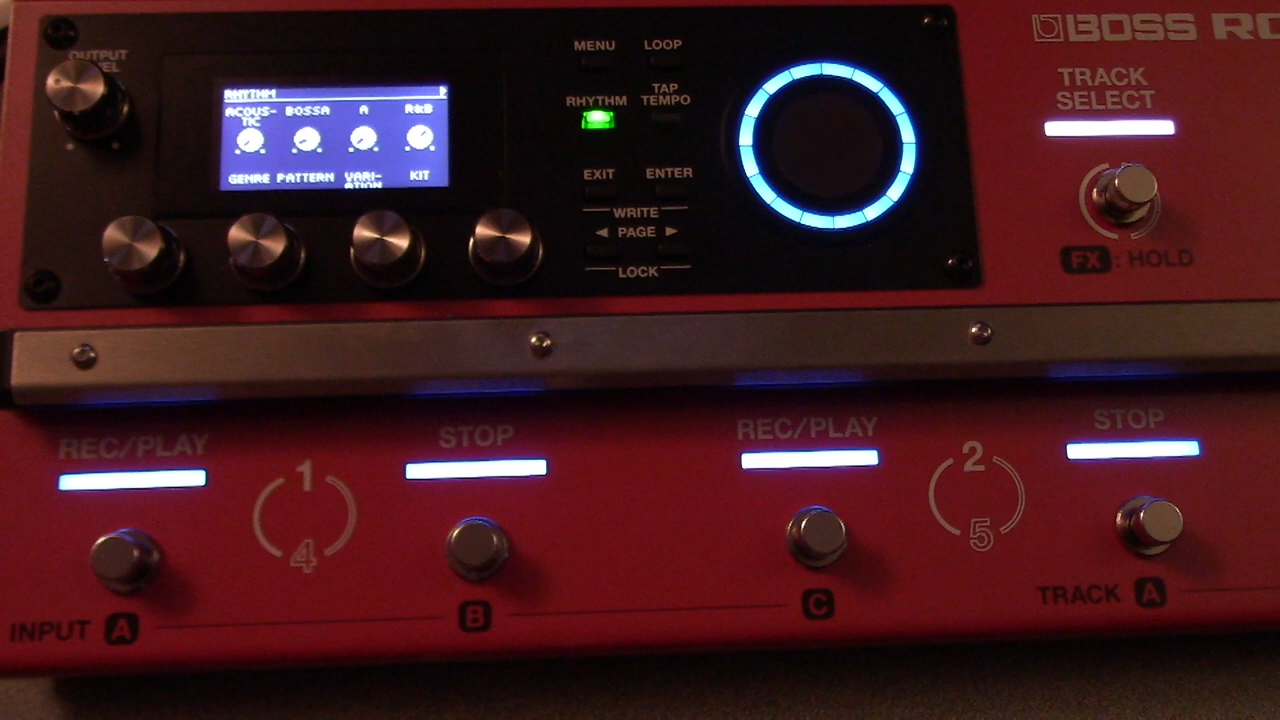 OUTPUT
LEVEL
MENU LOOP
BOSS RC
TRACK
SELECT
RHYTHM
ACOUS-
TIC
BOSSA
A
R&B
GENRE PATTERN VARI-
ATION
KIT
RHYTHM
TAP
TEMPO
EXIT ENTER
WRITE
◄ PAGE ►
LOCK
FX : HOLD
REC/PLAY
STOP
REC/PLAY
STOP
1
4
2
5
INPUT A
B
C
TRACK A